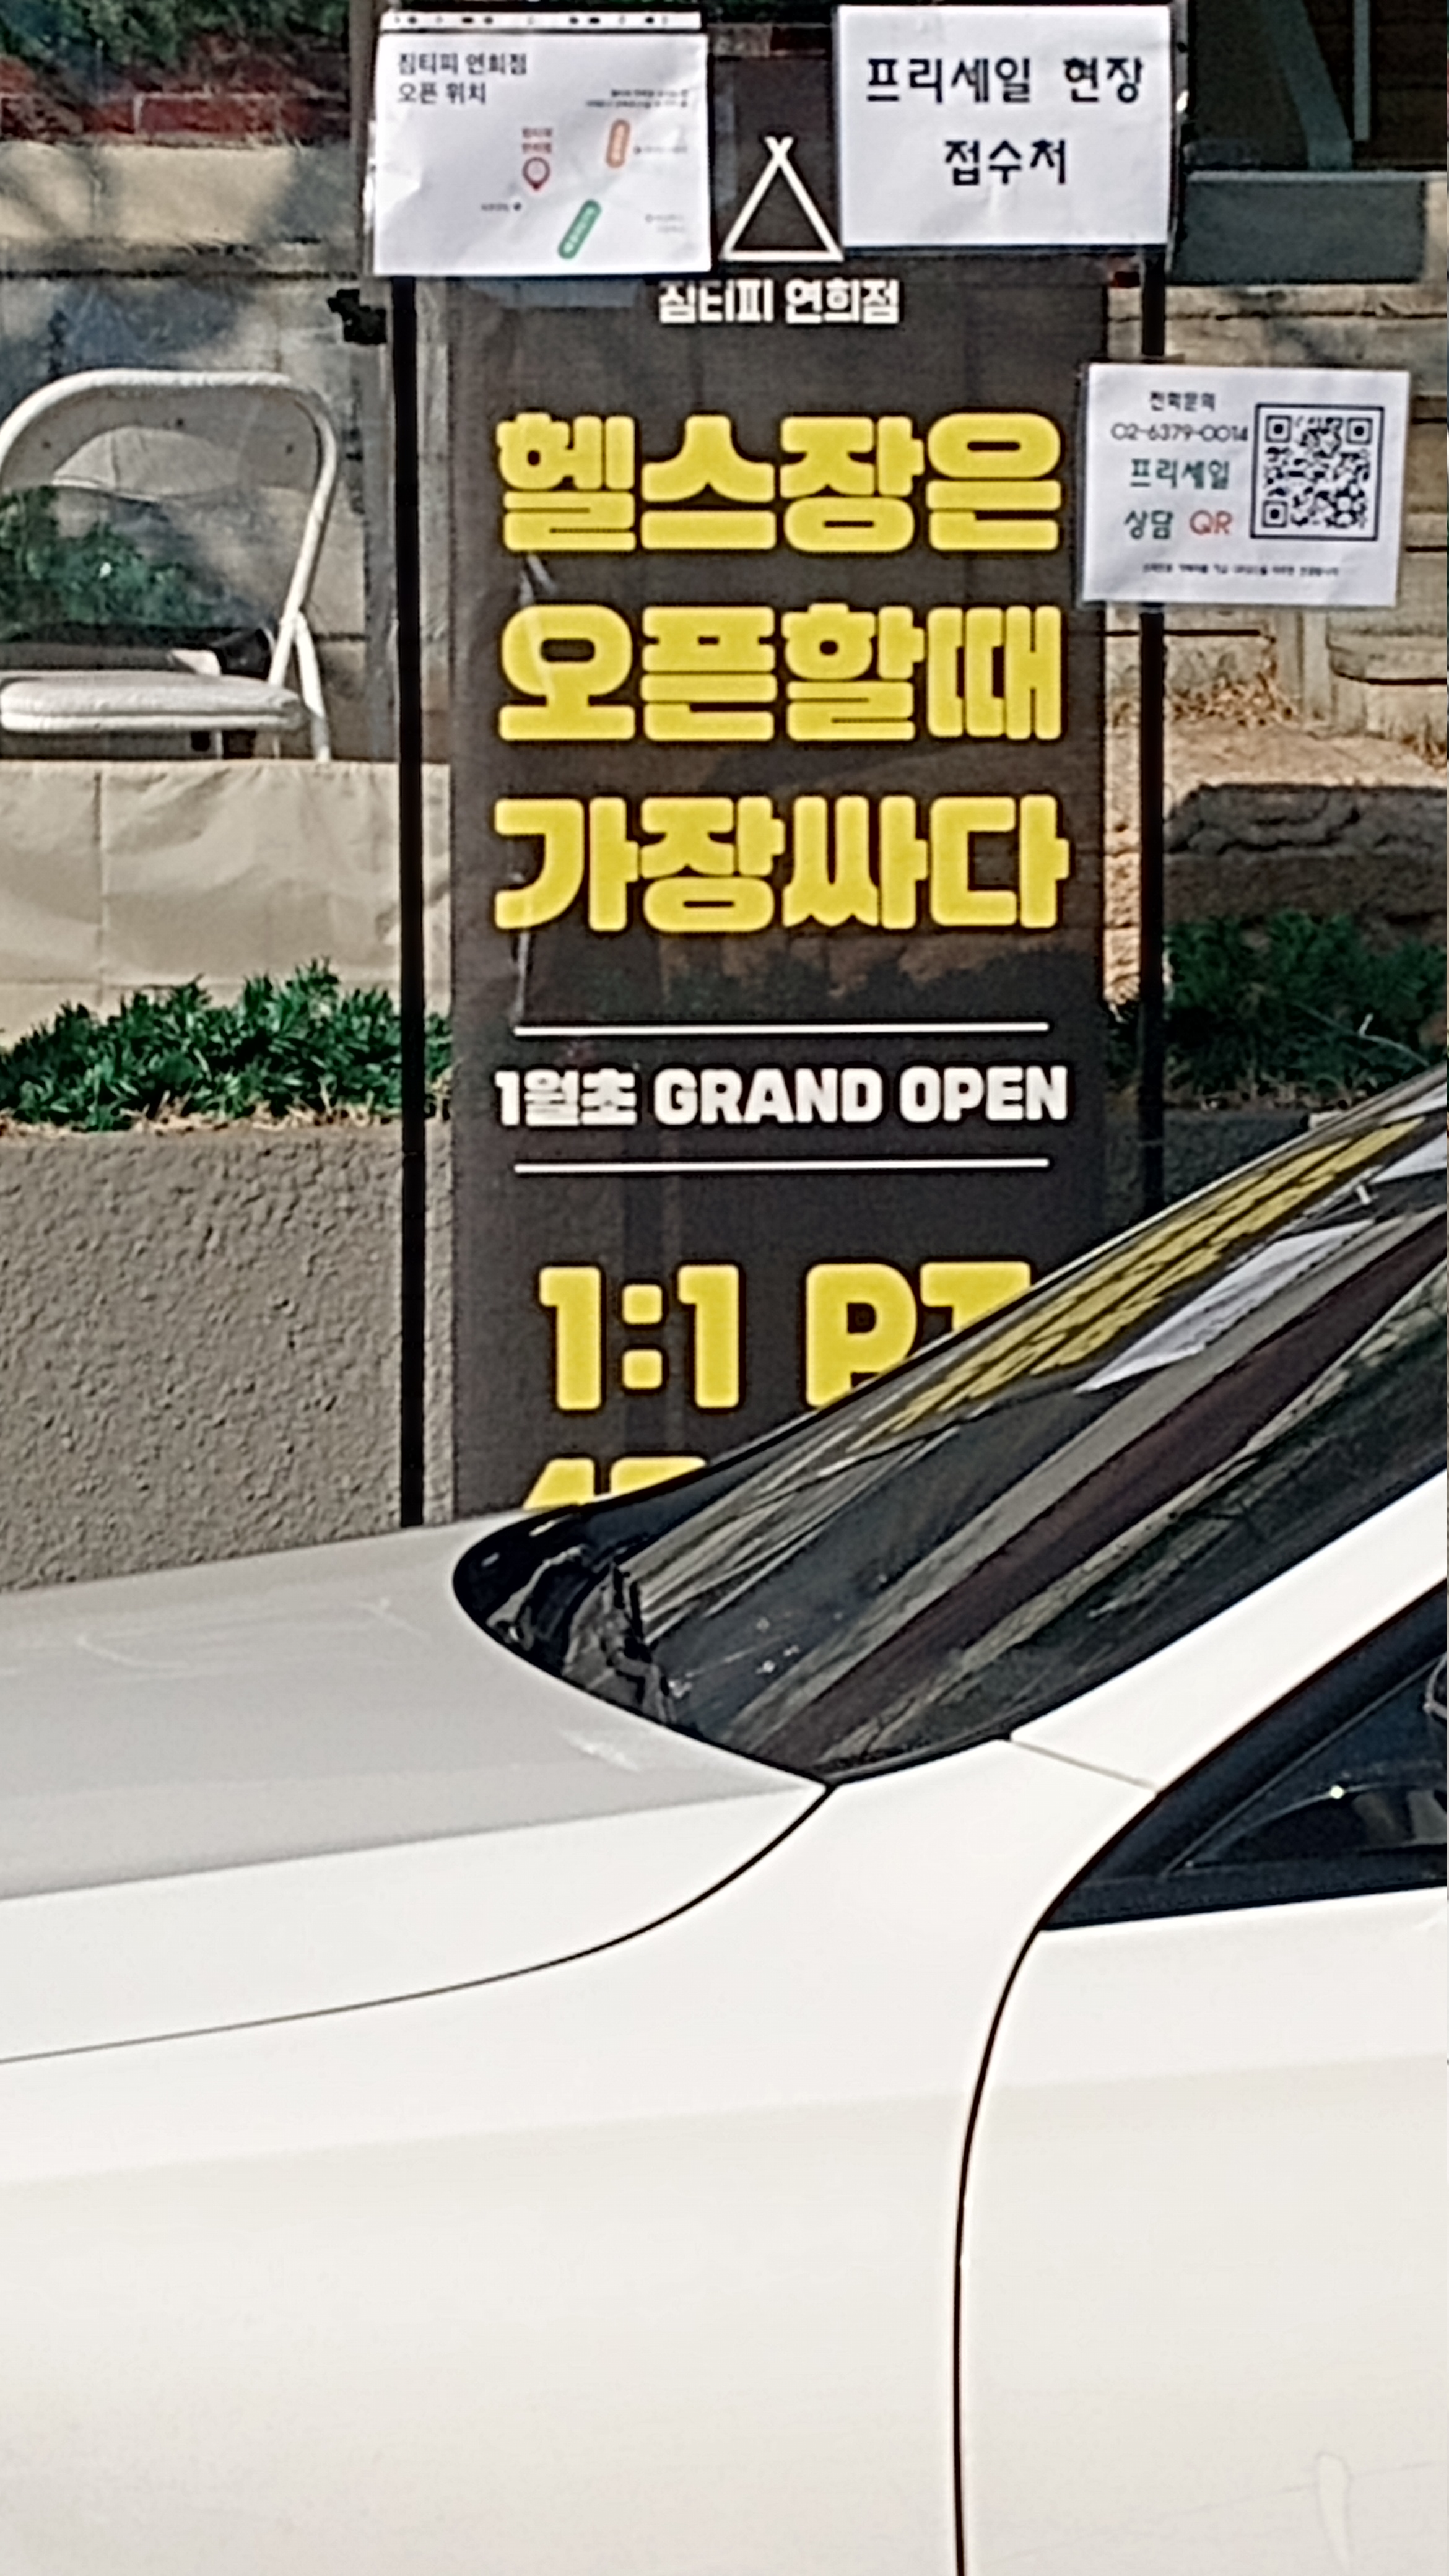 짐티피 연희점
오픈 위치
프리세일 현장
접수처
짐티피 연희점
헬스장은
오픈할때
가장싸다
전화문의
02-6379-0014
프리세일
상담 QR
1월초 GRAND OPEN
1:1 PT